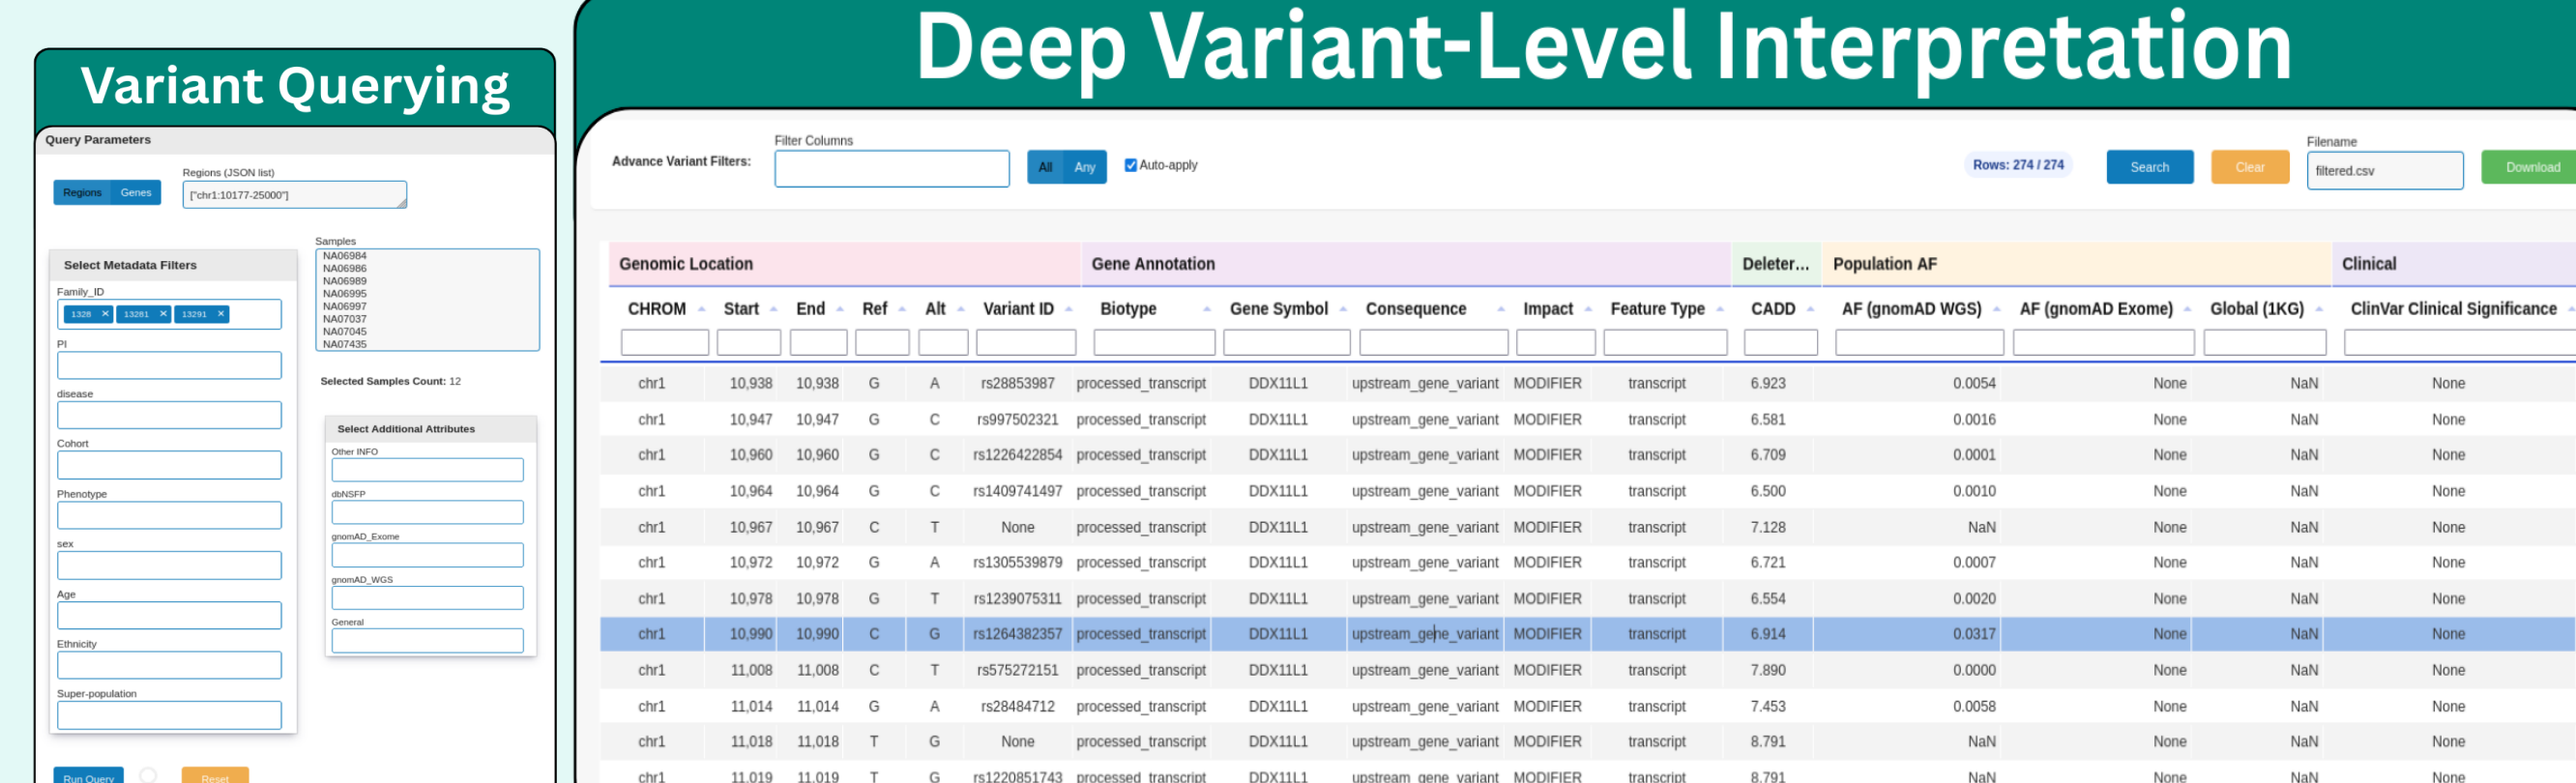 Variant Querying
Query Parameters
Regions Genes
Regions (JSON list)
["chr1:10177-25000"]
Select Metadata Filters
Family_ID
1328 × 13281 × 13291 ×
PI
disease
Cohort
Phenotype
sex
Age
Ethnicity
Super-population
Samples
NA06984
NA06986
NA06989
NA06995
NA06997
NA07037
NA07045
NA07435
Selected Samples Count: 12
Select Additional Attributes
Other INFO
dbNSFP
gnomAD_Exome
gnomAD_WGS
General
Run Query Reset
Deep Variant-Level Interpretation
Advance Variant Filters:
Filter Columns
All Any
Auto-apply
Rows: 274 / 274
Search
Clear
Filename
filtered.csv
Download
Genomic Location Gene Annotation Deleter... Population AF Clinical
CHROM Start End Ref Alt Variant ID Biotype Gene Symbol Consequence Impact Feature Type CADD AF (gnomAD WGS) AF (gnomAD Exome) Global (1KG) ClinVar Clinical Significance
chr1 10,938 10,938 G A rs28853987 processed_transcript DDX11L1 upstream_gene_variant MODIFIER transcript 6.923 0.0054 None NaN None
chr1 10,947 10,947 G C rs997502321 processed_transcript DDX11L1 upstream_gene_variant MODIFIER transcript 6.581 0.0016 None NaN None
chr1 10,960 10,960 G C rs1226422854 processed_transcript DDX11L1 upstream_gene_variant MODIFIER transcript 6.709 0.0001 None NaN None
chr1 10,964 10,964 G C rs1409741497 processed_transcript DDX11L1 upstream_gene_variant MODIFIER transcript 6.500 0.0010 None NaN None
chr1 10,967 10,967 C T None processed_transcript DDX11L1 upstream_gene_variant MODIFIER transcript 7.128 NaN None NaN None
chr1 10,972 10,972 G A rs1305539879 processed_transcript DDX11L1 upstream_gene_variant MODIFIER transcript 6.721 0.0007 None NaN None
chr1 10,978 10,978 G T rs1239075311 processed_transcript DDX11L1 upstream_gene_variant MODIFIER transcript 6.554 0.0020 None NaN None
chr1 10,990 10,990 C G rs1264382357 processed_transcript DDX11L1 upstream_gene_variant MODIFIER transcript 6.914 0.0317 None NaN None
chr1 11,008 11,008 C T rs575272151 processed_transcript DDX11L1 upstream_gene_variant MODIFIER transcript 7.890 0.0000 None NaN None
chr1 11,014 11,014 G A rs28484712 processed_transcript DDX11L1 upstream_gene_variant MODIFIER transcript 7.453 0.0058 None NaN None
chr1 11,018 11,018 T G None processed_transcript DDX11L1 upstream_gene_variant MODIFIER transcript 8.791 NaN None NaN None
chr1 11,019 11,019 T G rs1220851743 processed_transcript DDX11L1 upstream_gene_variant MODIFIER transcript 8.791 NaN None NaN None